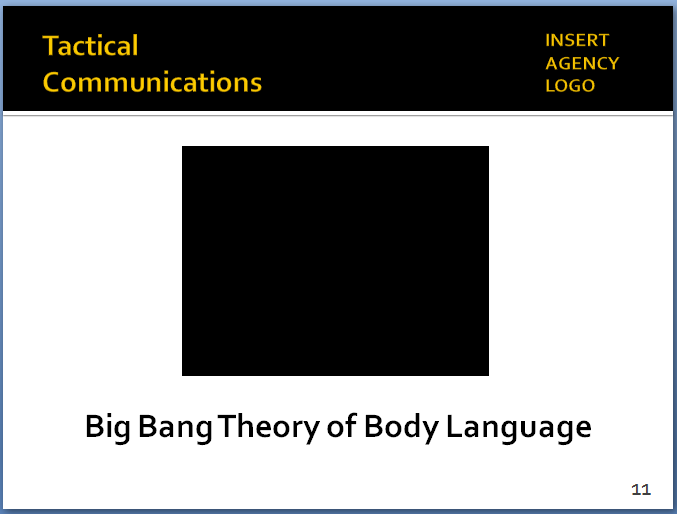 Tactical
Communications
INSERT
AGENCY
LOGO
Big Bang Theory of Body Language
11